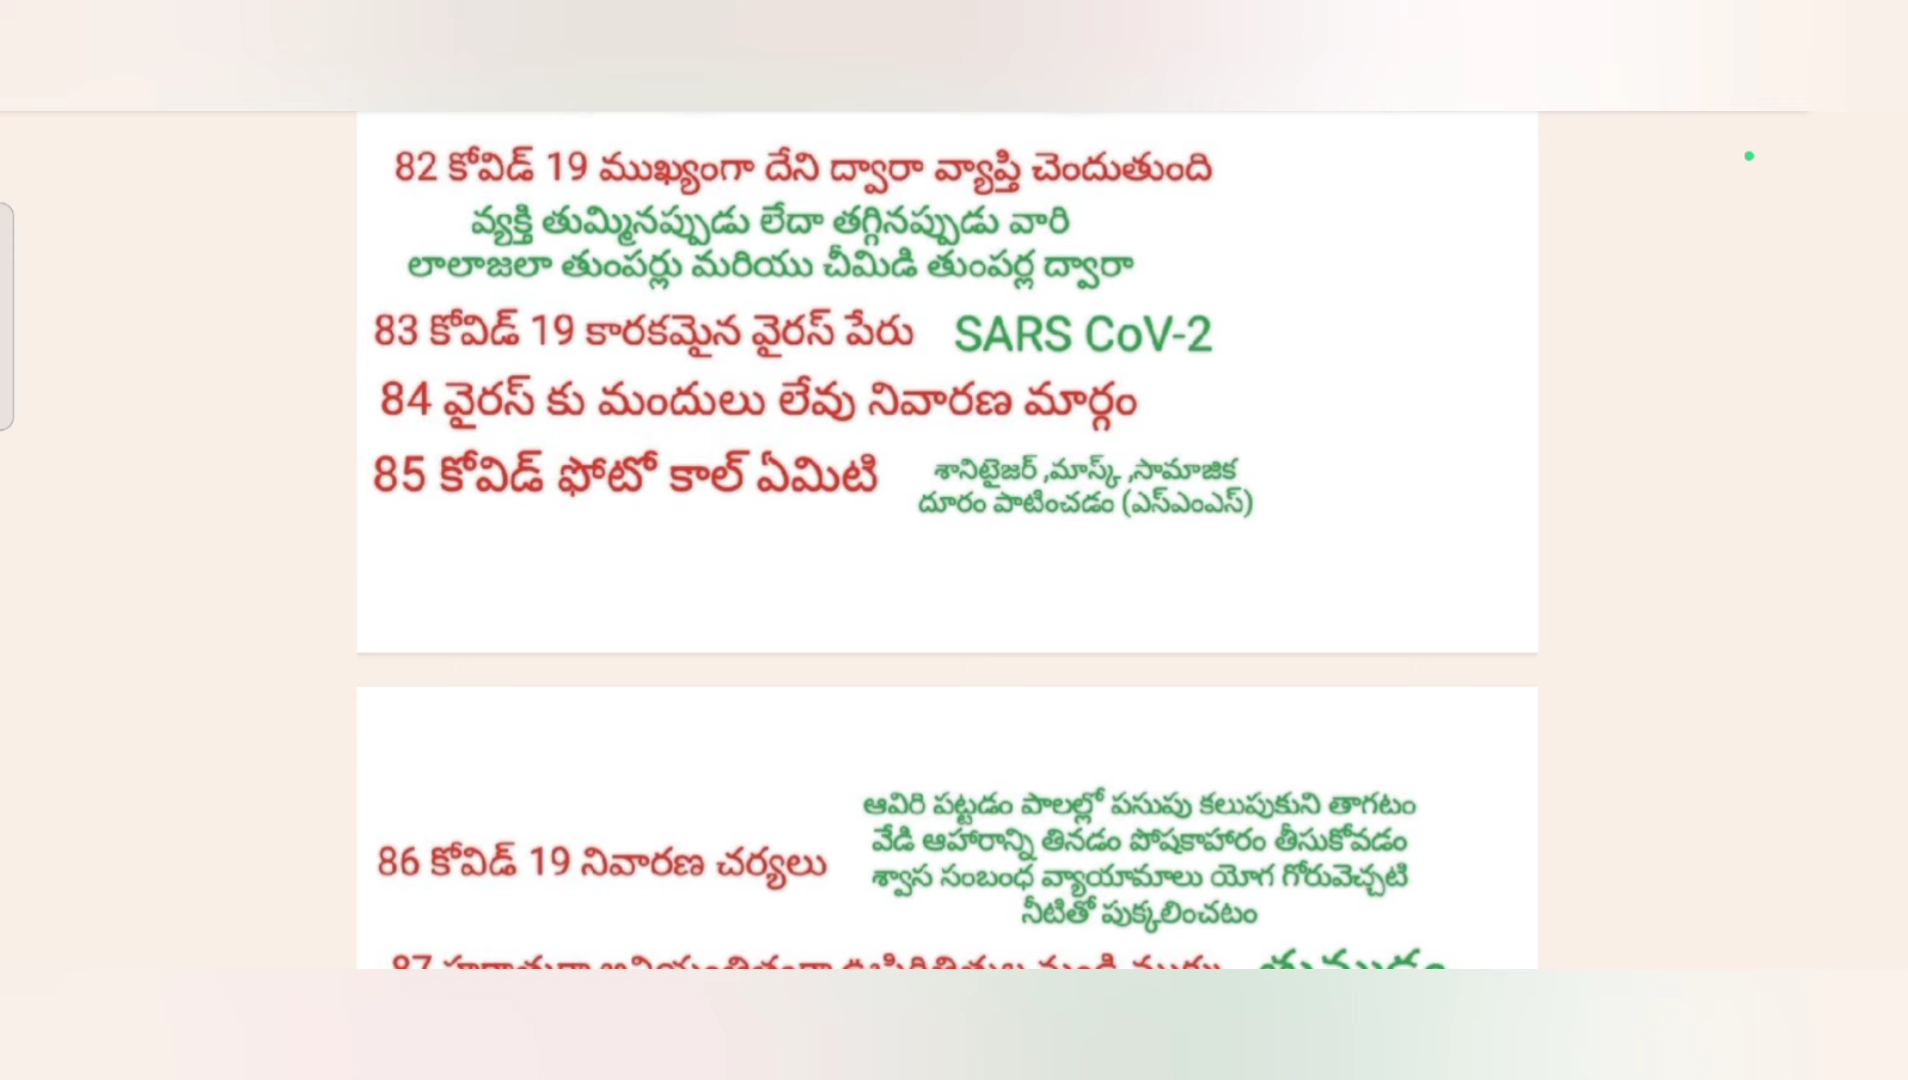 82 కోవిడ్ 19 ముఖ్యంగా దేని ద్వారా వ్యాప్తి చెందుతుంది
వ్యక్తి తుమ్మినప్పుడు లేదా తగ్గినప్పుడు వారి
లాలాజలా తుంపర్లు మరియు చీమిడి తుంపర్ల ద్వారా
83 కోవిడ్ 19 కారకమైన వైరస్ పేరు SARS CoV-2
84 వైరస్ కు మందులు లేవు నివారణ మార్గం
85 కోవిడ్ ఫోటో కాల్ ఏమిటి
శానిటైజర్ ,మాస్క్ ,సామాజిక
దూరం పాటించడం (ఎస్ఎంఎస్)
ఆవిరి పట్టడం పాలల్లో పసుపు కలుపుకుని తాగటం
వేడి ఆహారాన్ని తినడం పోషకాహారం తీసుకోవడం
86 కోవిడ్ 19 నివారణ చర్యలు
శ్వాస సంబంధ వ్యాయామాలు యోగ గోరువెచ్చటి
నీటితో పుక్కలించటం
87